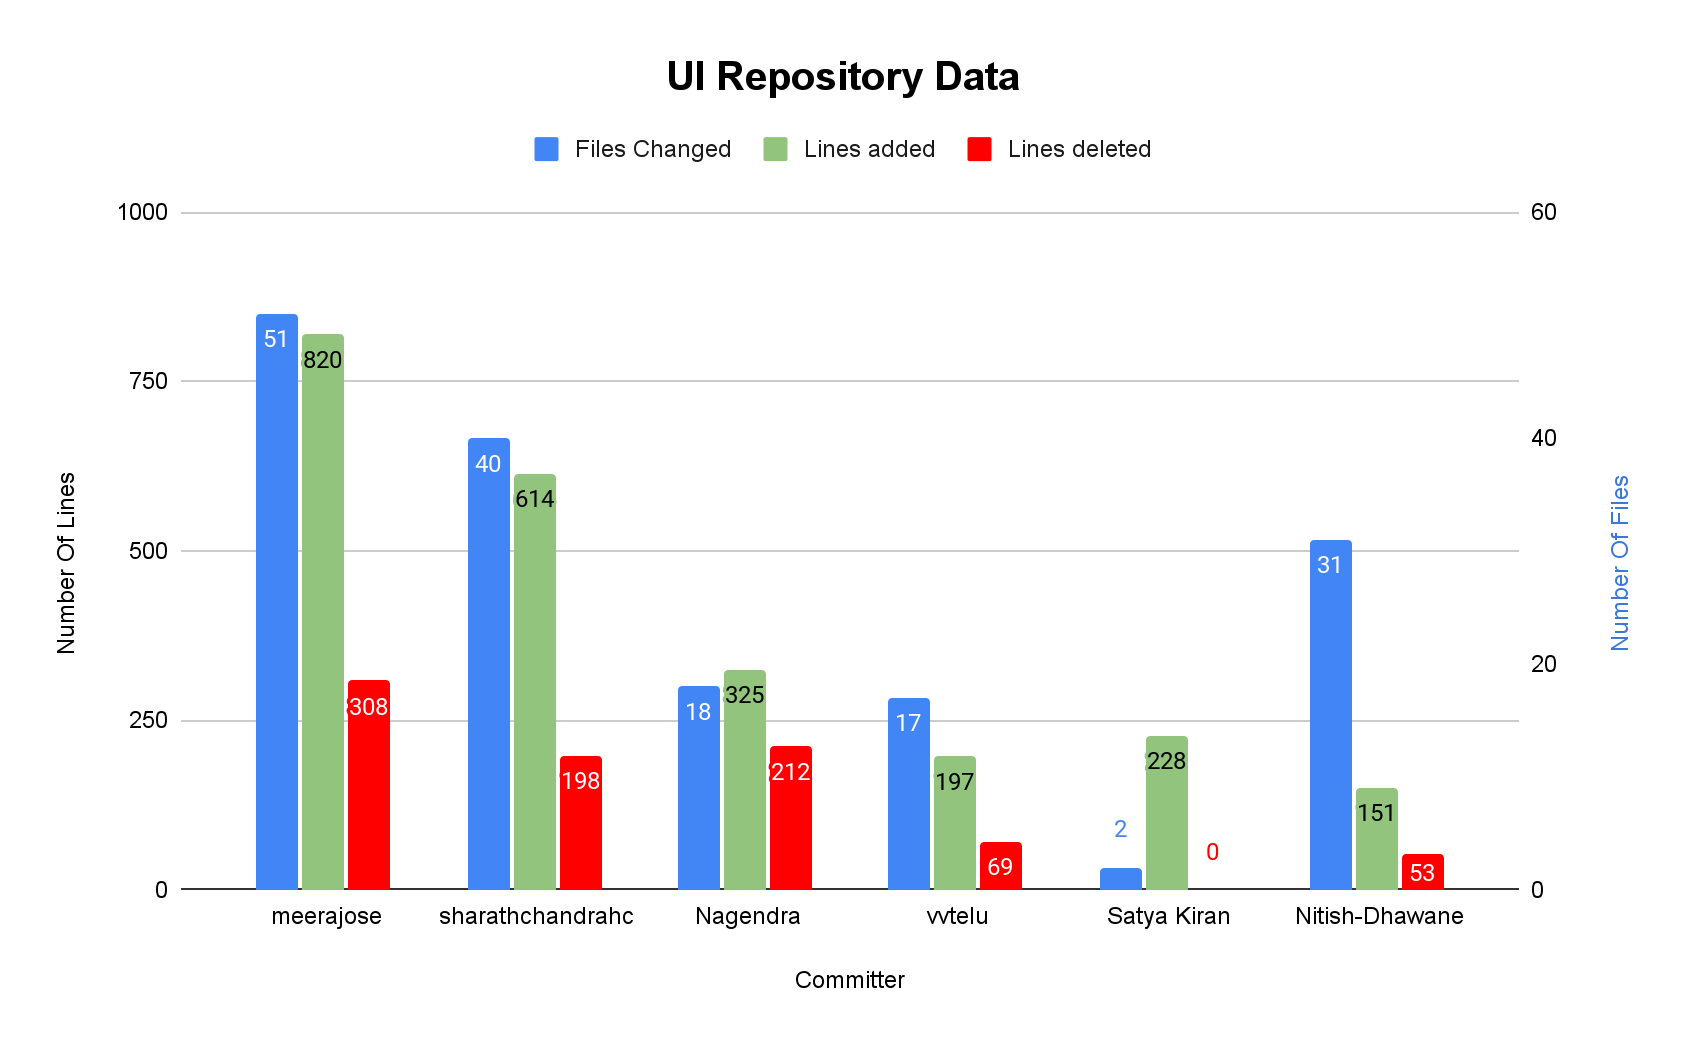 UI Repository Data
Files Changed Lines added Lines deleted
1000 60
750
500
250
0
40
20
0
Number Of Lines
Number Of Files
51 820 308
40 614 198
18 325 212
17 197 69
2 228 0
31 151 53
meerajose sharathchandrahc Nagendra vvtelu Satya Kiran Nitish-Dhawane
Committer